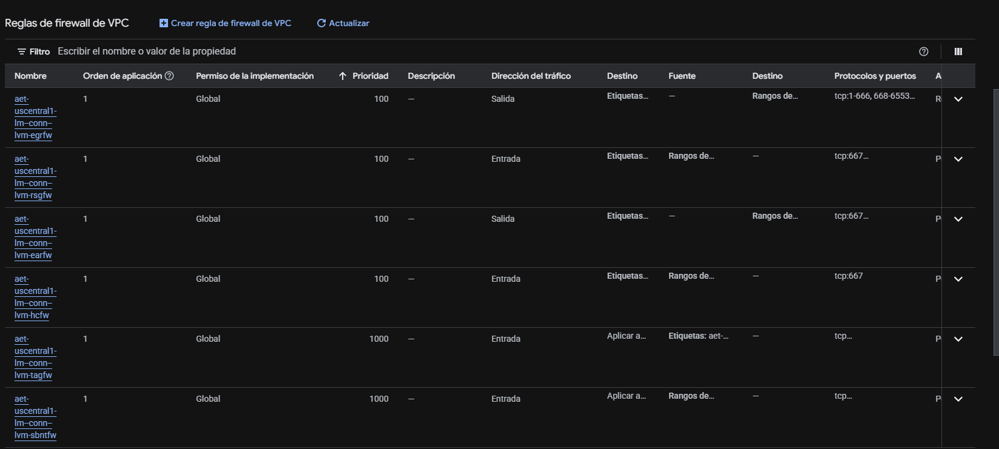 Reglas de firewall de VPC Crear regla de firewall de VPC Actualizar
Filtro Escribir el nombre o valor de la propiedad
Nombre Orden de aplicación Permiso de la implementación Prioridad Descripción Dirección del tráfico Destino Fuente Destino Protocolos y puertos A
aet- 1 Global 100 — Salida Etiquetas… — Rangos de… tcp:1-666, 668-6553… R
uscentral1-
lm--conn--
lvm-egrfw
aet- 1 Global 100 — Entrada Etiquetas… Rangos de… — tcp:667… P
uscentral1-
lm--conn--
lvm-rsgfw
aet- 1 Global 100 — Salida Etiquetas… — Rangos de… tcp:667… P
uscentral1-
lm--conn--
lvm-earfw
aet- 1 Global 100 — Entrada Etiquetas… Rangos de… — tcp:667 P
uscentral1-
lm--conn--
lvm-hcfw
aet- 1 Global 1000 — Entrada Aplicar a… Etiquetas: aet-… — tcp… P
uscentral1-
lm--conn--
lvm-tagfw
aet- 1 Global 1000 — Entrada Aplicar a… Rangos de… — tcp… P
uscentral1-
lm--conn--
lvm-sbntfw